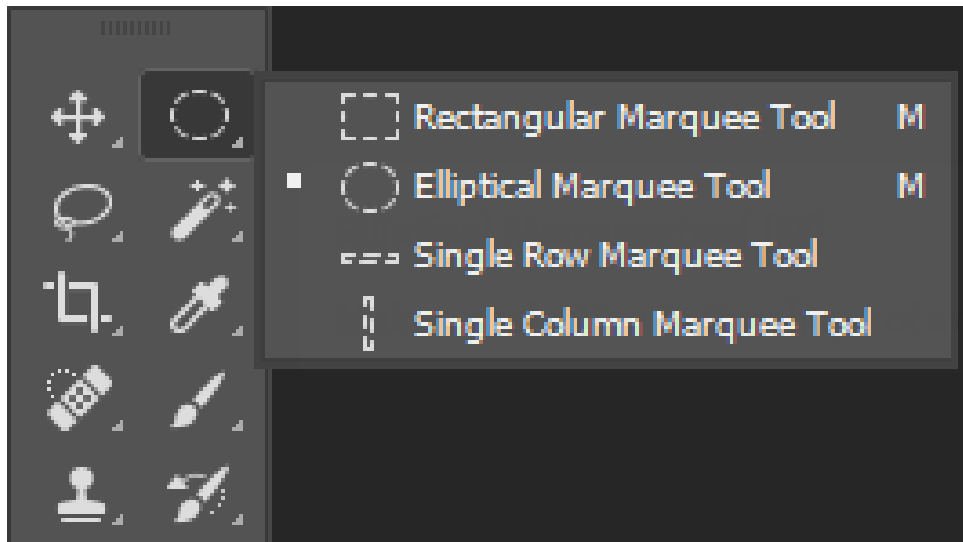 Rectangular Marquee Tool M
Elliptical Marquee Tool M
Single Row Marquee Tool
Single Column Marquee Tool